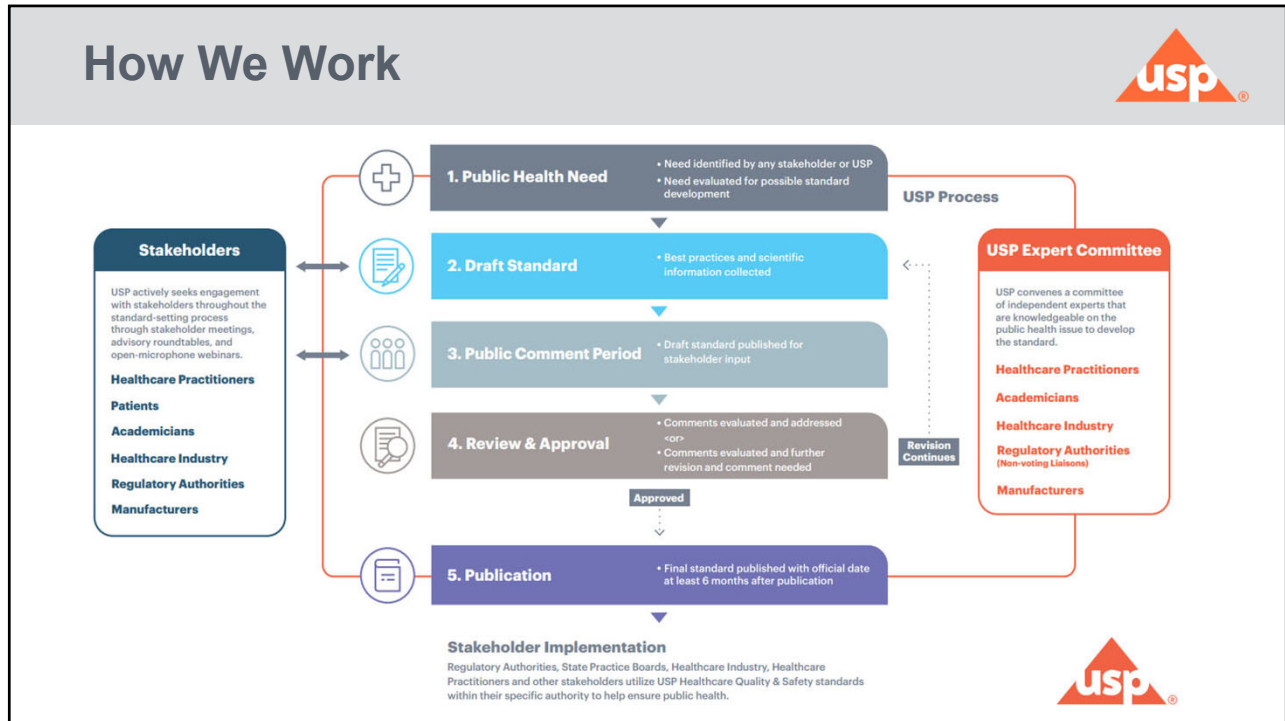 How We Work
usp®
1. Public Health Need
• Need identified by any stakeholder or USP
• Need evaluated for possible standard
development
USP Process
Stakeholders
USP actively seeks engagement
with stakeholders throughout the
standard-setting process
through stakeholder meetings,
advisory roundtables, and
open-microphone webinars.
Healthcare Practitioners
Patients
Academicians
Healthcare Industry
Regulatory Authorities
Manufacturers
2. Draft Standard
• Best practices and scientific
information collected
3. Public Comment Period
• Draft standard published for
stakeholder input
4. Review & Approval
• Comments evaluated and addressed
<or>
• Comments evaluated and further
revision and comment needed
Revision
Continues
Approved
5. Publication
• Final standard published with official date
at least 6 months after publication
USP Expert Committee
USP convenes a committee
of independent experts that
are knowledgeable on the
public health issue to develop
the standard.
Healthcare Practitioners
Academicians
Healthcare Industry
Regulatory Authorities
(Non-voting Liaisons)
Manufacturers
Stakeholder Implementation
Regulatory Authorities, State Practice Boards, Healthcare Industry, Healthcare
Practitioners and other stakeholders utilize USP Healthcare Quality & Safety standards
within their specific authority to help ensure public health.
usp®